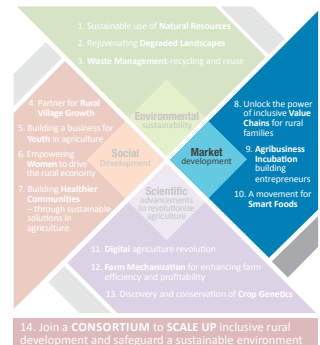 1. Sustainable use of Natural Resources
2. Rejuvenating Degraded Landscapes
3. Waste Management-recycling and reuse
Environmental
sustainability
4. Partner for Rural
Village Growth
5. Building a business for
Youth in agriculture
6. Empowering
Women to drive
the rural economy
7. Building Healthier
Communities
– through sustainable
solutions in
agriculture
Social
Development
Market
development
8. Unlock the power
of inclusive Value
Chains for rural
families
9. Agribusiness
Incubation
building
entrepreneurs
10. A movement for
Smart Foods
Scientific
advancements
to revolutionize
agriculture
11. Digital agriculture revolution
12. Farm Mechanization for enhancing farm
efficiency and profitability
13. Discovery and conservation of Crop Genetics
14. Join a CONSORTIUM to SCALE UP inclusive rural
development and safeguard a sustainable environment